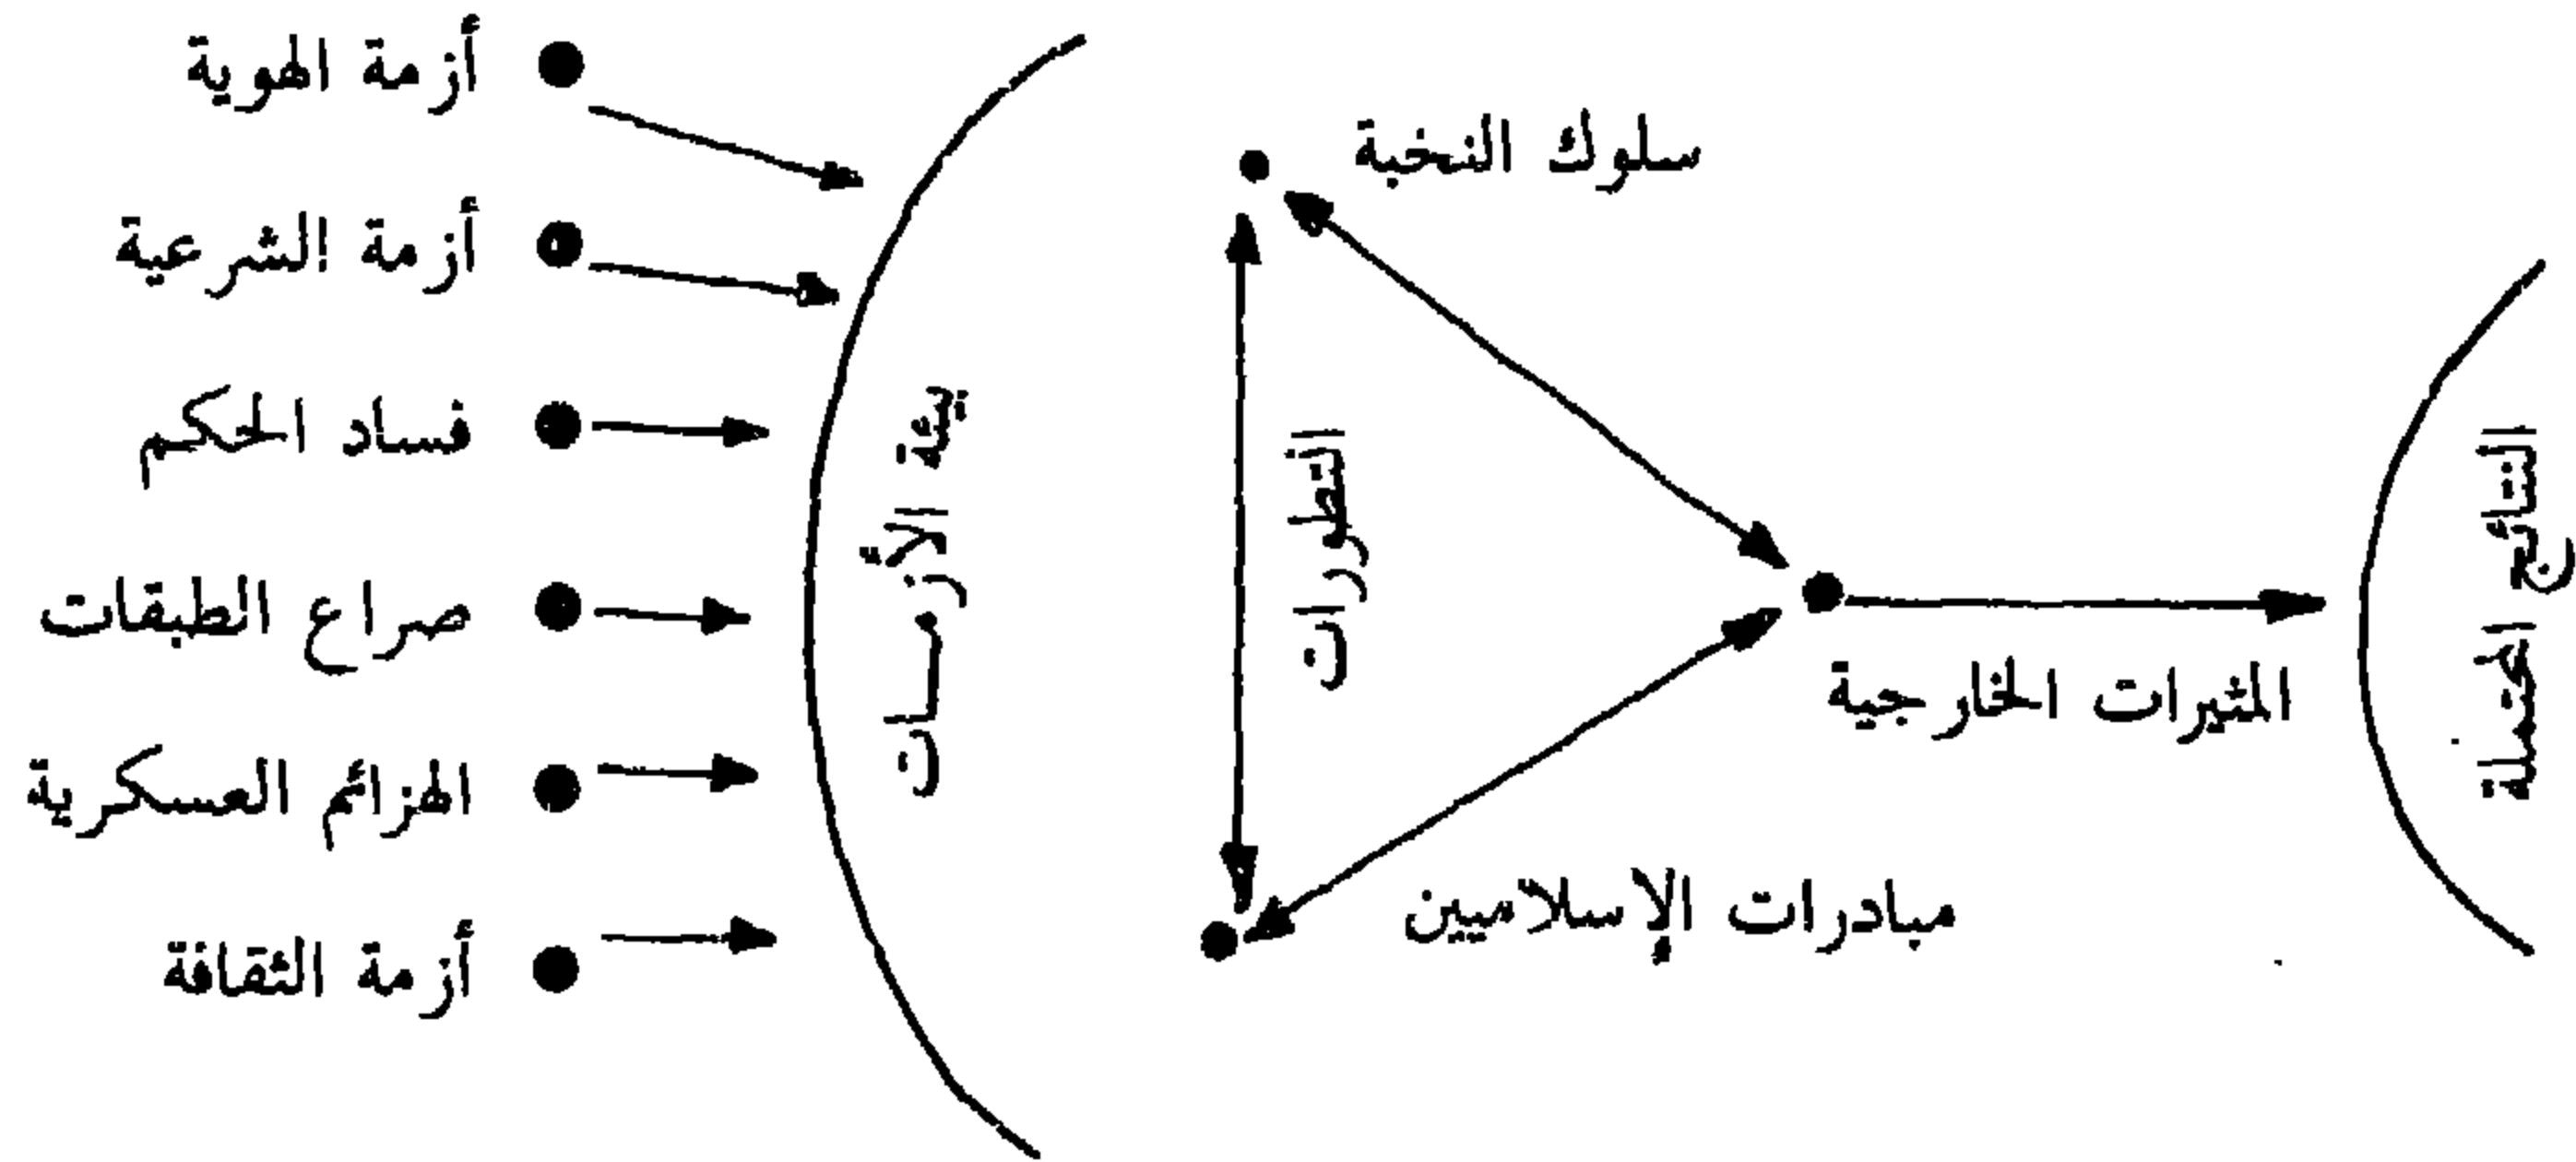 أزمة الهوية
أزمة الشرعية
فساد الحكم
صراع الطبقات
الهزائم العسكرية
أزمة الثقافة
بيئة الأزمـات
سلوك النخبة
التطورات
مبادرات الإسلاميين
المثيرات الخارجية
النتائج المحتملة